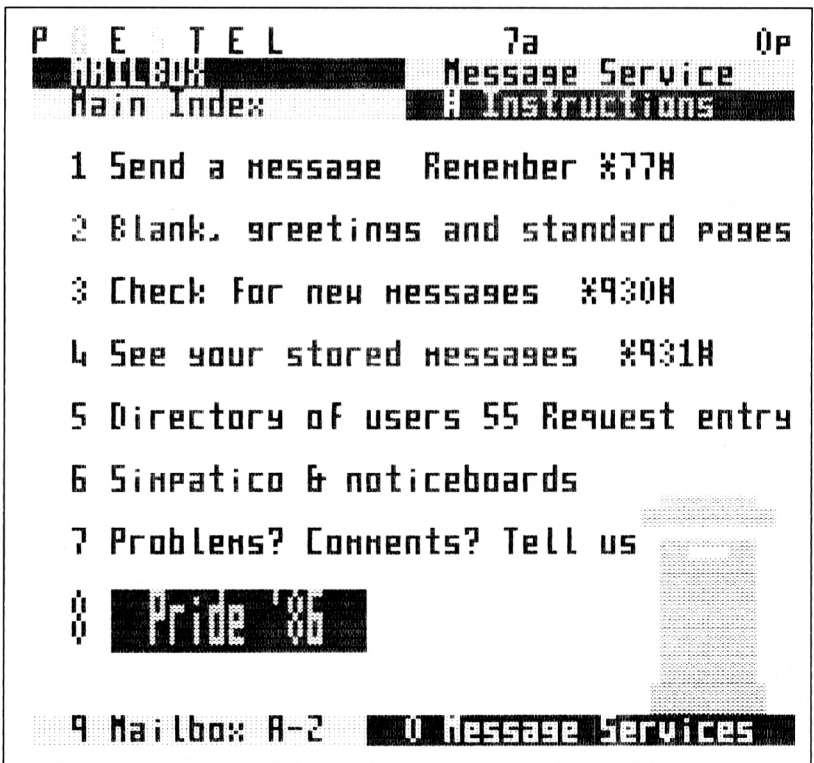 P R E S T E L 7a 0p
MAILBOX Message Service
Main Index # Instructions
1 Send a message Remember *77#
2 Blank, greetings and standard pages
3 Check for new messages *930#
4 See your stored messages *931#
5 Directory of users 55 Request entry
6 Simpatico & noticeboards
7 Problems? Comments? Tell us
8 Pride '86
9 Mailbox A-Z 0 Message Services